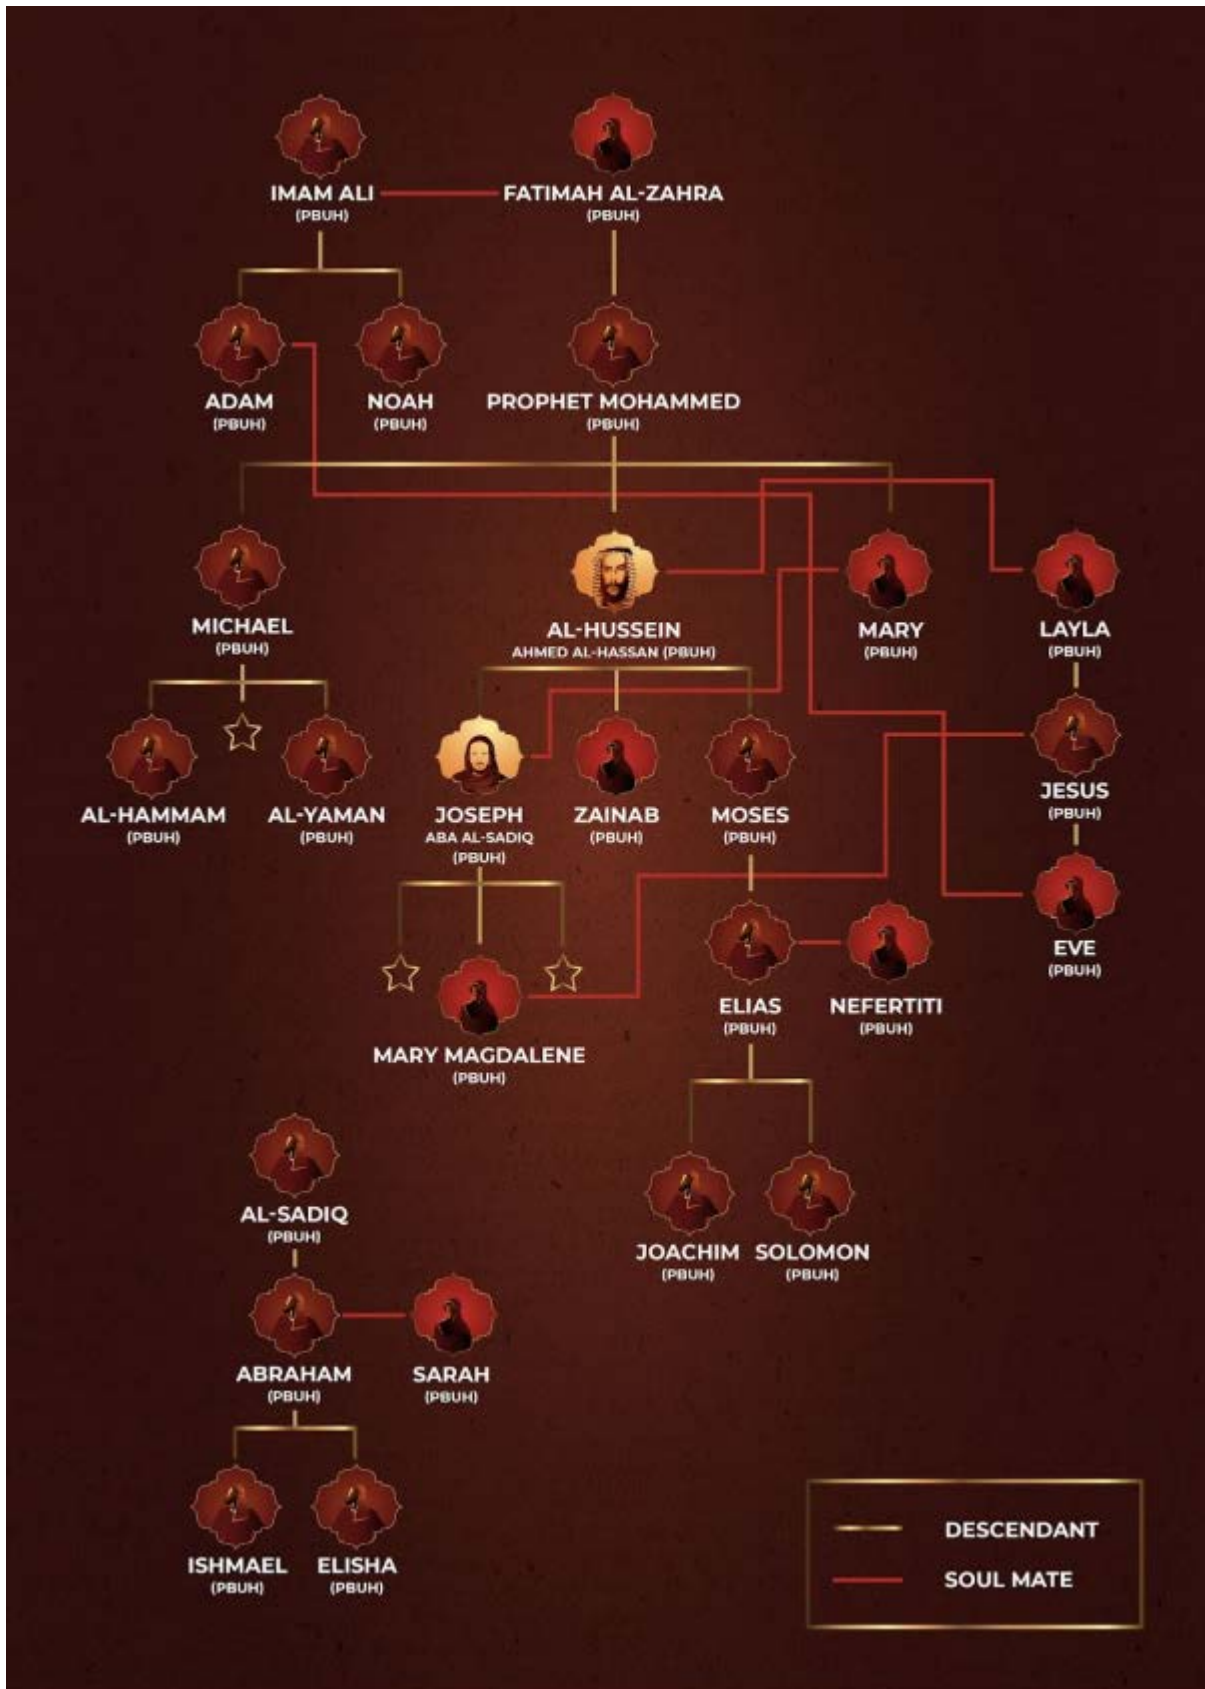 IMAM ALI
(PBUH)
FATIMAH AL-ZAHRA
(PBUH)
ADAM
(PBUH)
NOAH
(PBUH)
PROPHET MOHAMMED
(PBUH)
MICHAEL
(PBUH)
AL-HUSSEIN
AHMED AL-HASSAN (PBUH)
MARY
(PBUH)
LAYLA
(PBUH)
AL-HAMMAM
(PBUH)
AL-YAMAN
(PBUH)
JOSEPH
ABA AL-SADIQ
(PBUH)
ZAINAB
(PBUH)
MOSES
(PBUH)
JESUS
(PBUH)
EVE
(PBUH)
MARY MAGDALENE
(PBUH)
ELIAS
(PBUH)
NEFERTITI
(PBUH)
JOACHIM
(PBUH)
SOLOMON
(PBUH)
AL-SADIQ
(PBUH)
ABRAHAM
(PBUH)
SARAH
(PBUH)
ISHMAEL
(PBUH)
ELISHA
(PBUH)
DESCENDANT
SOUL MATE